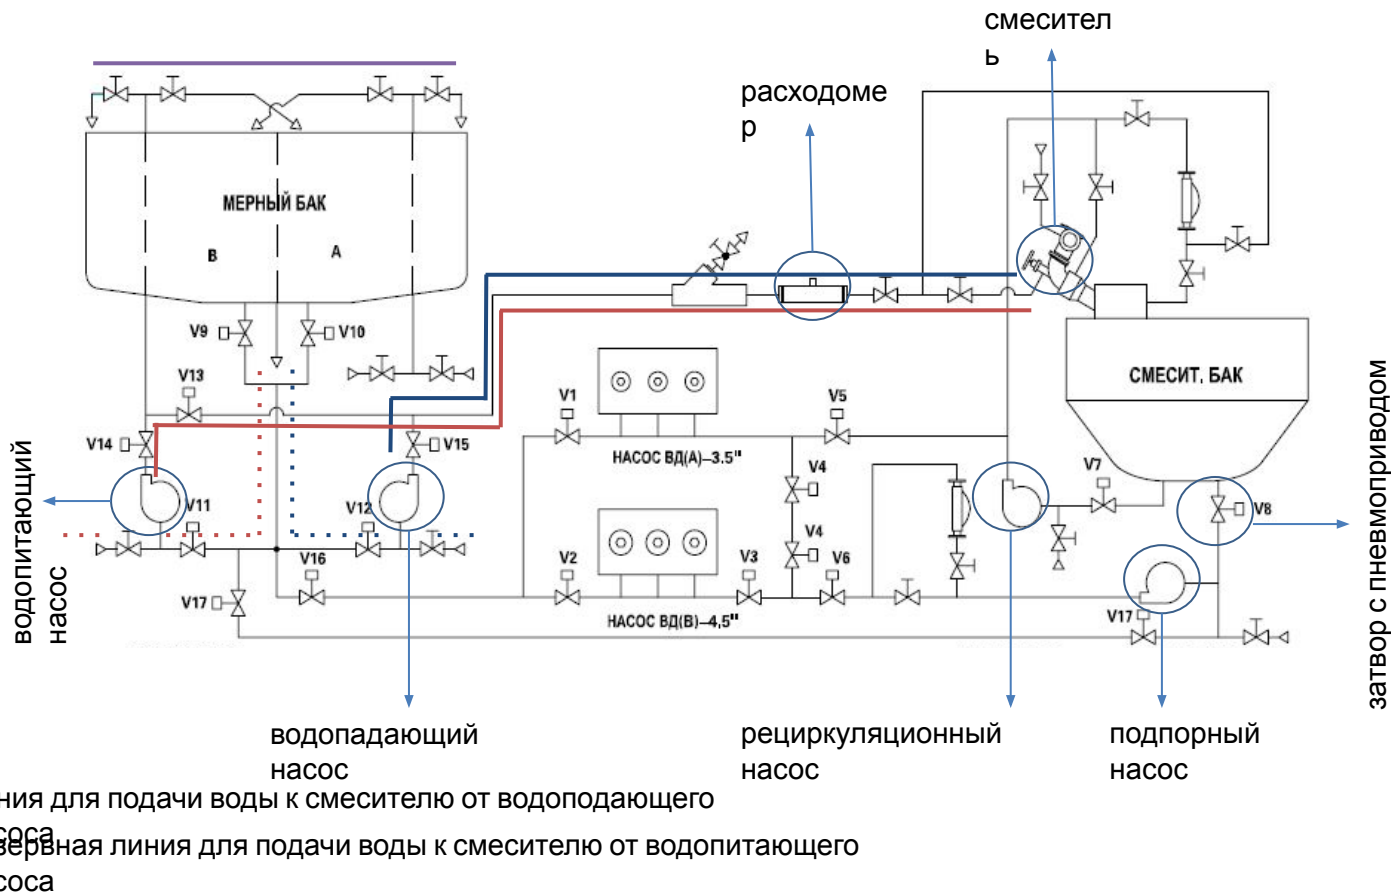 смесител
ь
расходоме
р
МЕРНЫЙ БАК
В
А
V9
V10
V13
V14
V15
V11
V12
V16
V17
V1
V5
НАСОС ВД(А)–3.5"
V4
V4
V2
V3
V6
НАСОС ВД(В)–4,5"
СМЕСИТ. БАК
V7
V8
V17
водопитающий
насос
затвор с пневмоприводом
водопадающий
насос
рециркуляционный
насос
подпорный
насос
ния для подачи воды к смесителю от водоподающего
соса
зервная линия для подачи воды к смесителю от водопитающего
соса